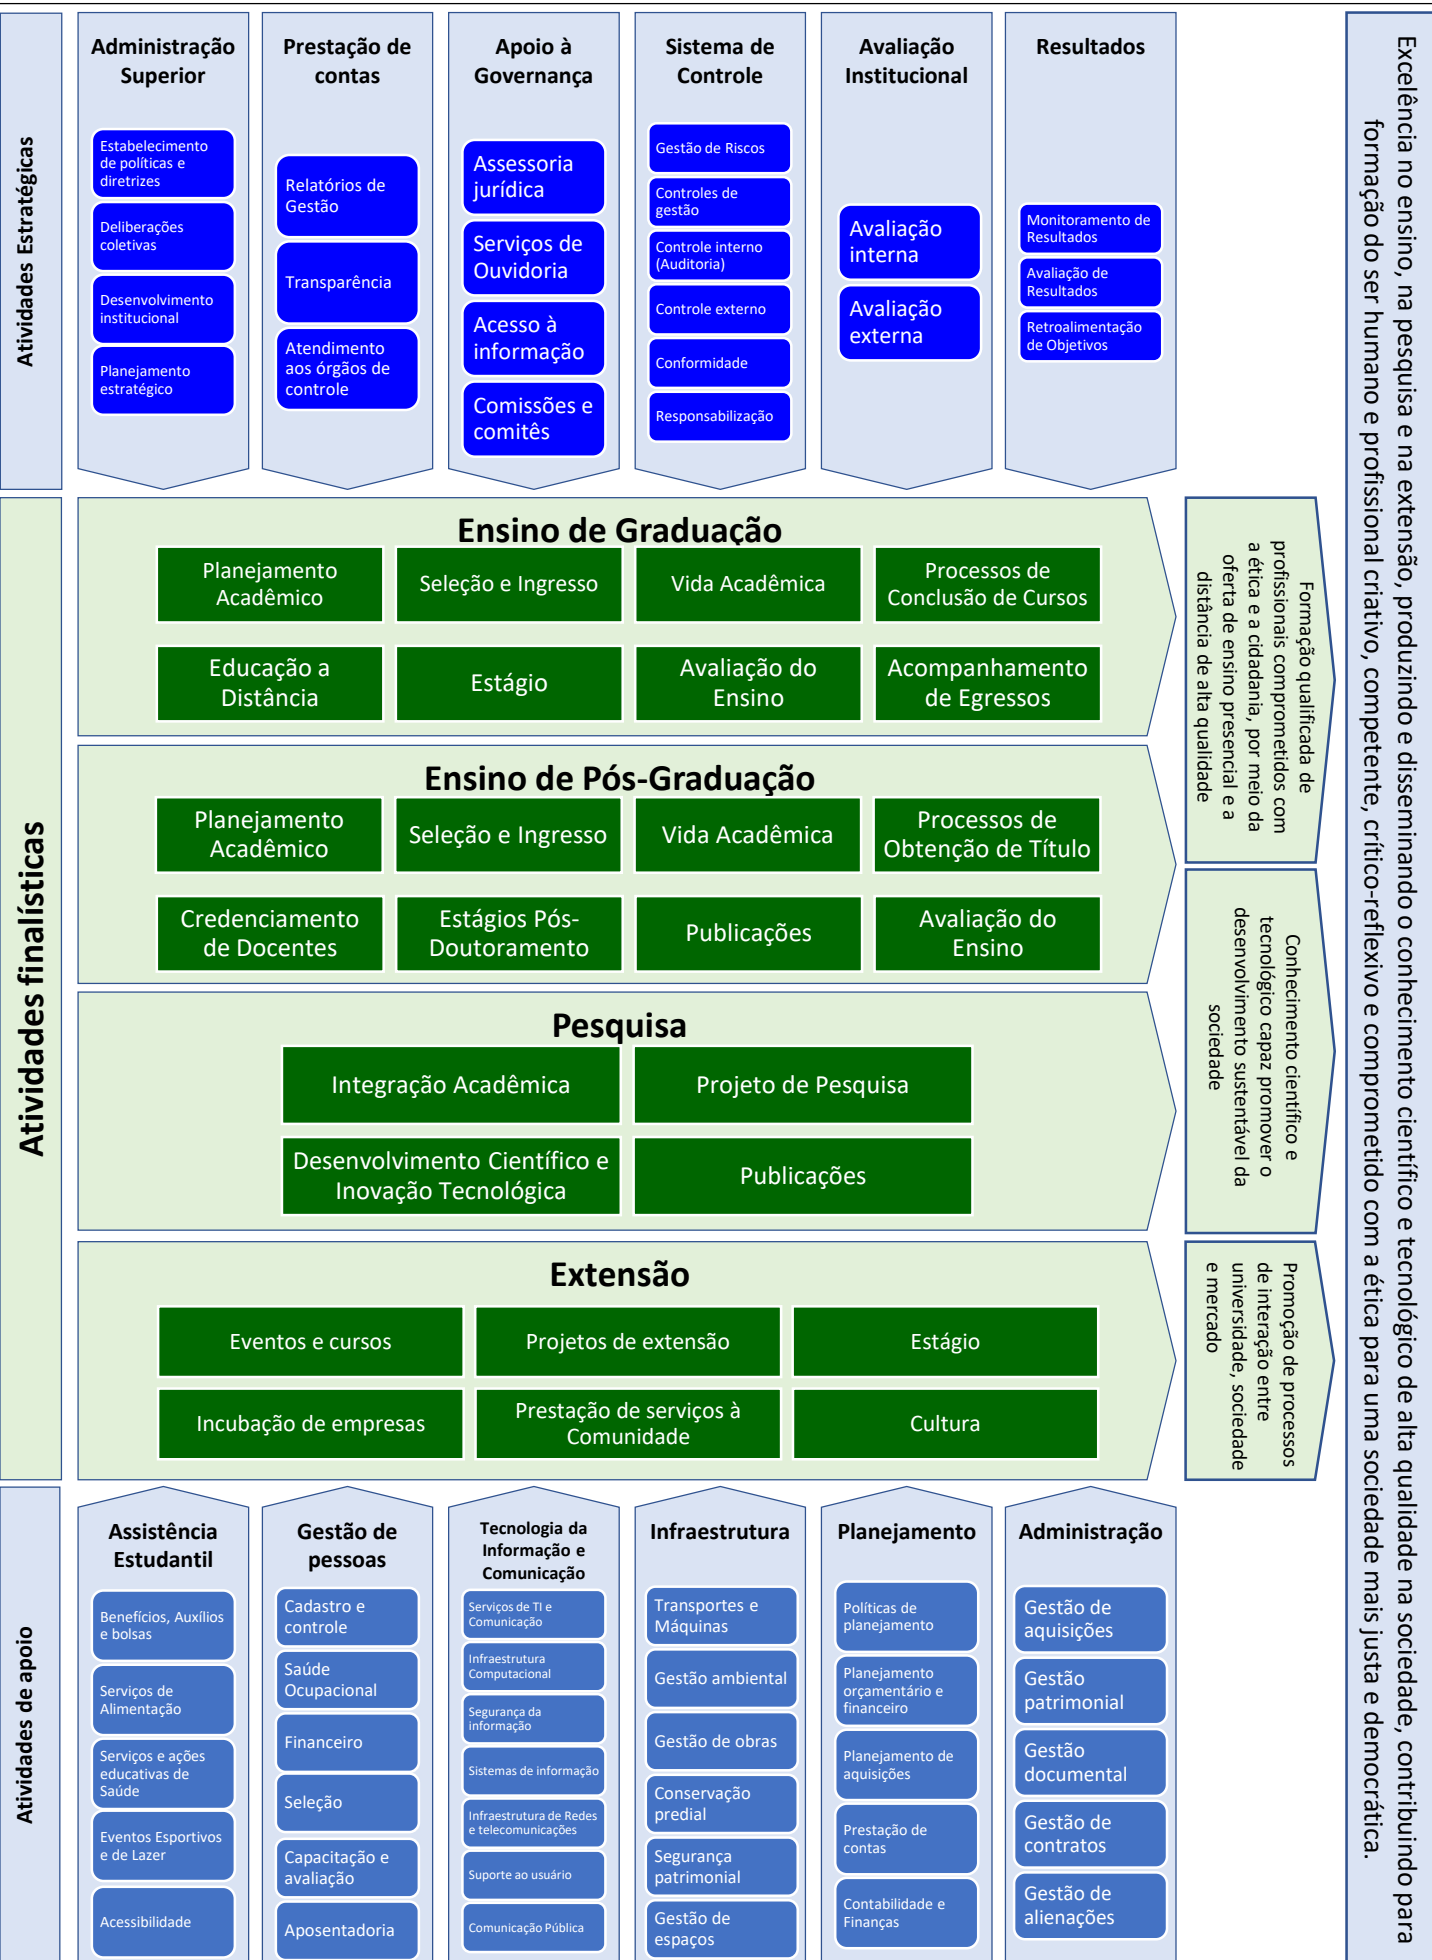 Atividades Estratégicas
Administração
Superior
Estabelecimento
de políticas e
diretrizes
Deliberações
coletivas
Desenvolvimento
institucional
Planejamento
estratégico
Prestação de
contas
Relatórios de
Gestão
Transparência
Atendimento
aos órgãos de
controle
Apoio à
Governança
Assessoria
jurídica
Serviços de
Ouvidoria
Acesso à
informação
Comissões e
comitês
Sistema de
Controle
Gestão de Riscos
Controles de
gestão
Controle interno
(Auditoria)
Controle externo
Conformidade
Responsabilização
Avaliação
Institucional
Avaliação
interna
Avaliação
externa
Resultados
Monitoramento de
Resultados
Avaliação de
Resultados
Retroalimentação
de Objetivos
Atividades finalísticas
Ensino de Graduação
Planejamento
Acadêmico
Seleção e Ingresso
Vida Acadêmica
Processos de
Conclusão de Cursos
Educação a
Distância
Estágio
Avaliação do
Ensino
Acompanhamento
de Egressos
Ensino de Pós-Graduação
Planejamento
Acadêmico
Seleção e Ingresso
Vida Acadêmica
Processos de
Obtenção de Título
Credenciamento
de Docentes
Estágios Pós-
Doutoramento
Publicações
Avaliação do
Ensino
Pesquisa
Integração Acadêmica
Projeto de Pesquisa
Desenvolvimento Científico e
Inovação Tecnológica
Publicações
Extensão
Eventos e cursos
Projetos de extensão
Estágio
Incubação de empresas
Prestação de serviços à
Comunidade
Cultura
Formação qualificada de
profissionais comprometidos com
a ética e a cidadania, por meio da
oferta de ensino presencial e a
distância de alta qualidade
Conhecimento científico e
tecnológico capaz promover o
desenvolvimento sustentável da
sociedade
Promoção de processos
de interação entre
universidade, sociedade
e mercado
Atividades de apoio
Assistência
Estudantil
Benefícios, Auxílios
e bolsas
Serviços de
Alimentação
Serviços e ações
educativas de
Saúde
Eventos Esportivos
e de Lazer
Acessibilidade
Gestão de
pessoas
Cadastro e
controle
Saúde
Ocupacional
Financeiro
Seleção
Capacitação e
avaliação
Aposentadoria
Tecnologia da
Informação e
Comunicação
Serviços de TI e
Comunicação
Infraestrutura
Computacional
Segurança da
informação
Sistemas de informação
Infraestrutura de Redes
e telecomunicações
Suporte ao usuário
Comunicação Pública
Infraestrutura
Transportes e
Máquinas
Gestão ambiental
Gestão de obras
Conservação
predial
Segurança
patrimonial
Gestão de
espaços
Planejamento
Políticas de
planejamento
Planejamento
orçamentário e
financeiro
Planejamento de
aquisições
Prestação de
contas
Contabilidade e
Finanças
Administração
Gestão de
aquisições
Gestão
patrimonial
Gestão
documental
Gestão de
contratos
Gestão de
alienações
Excelência no ensino, na pesquisa e na extensão, produzindo e disseminando o conhecimento científico e tecnológico de alta qualidade na sociedade, contribuindo para
formação do ser humano e profissional criativo, competente, crítico-reflexivo e comprometido com a ética para uma sociedade mais justa e democrática.